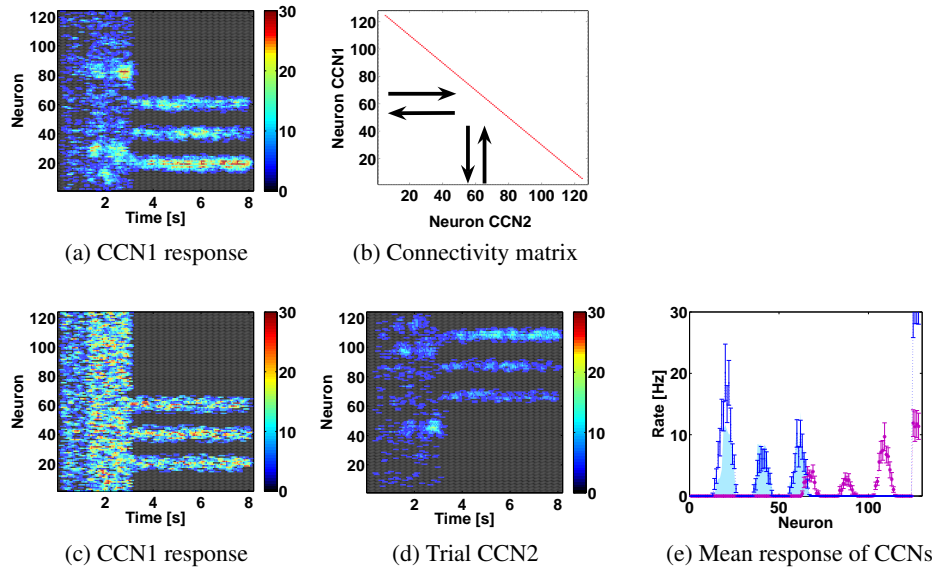 30
20
10
0
120
100
80
60
40
20
Neuron
2 4 6 8
Time [s]
(a) CCN1 response
120
100
80
60
40
20
Neuron CCN1
20 40 60 80 100 120
Neuron CCN2
(b) Connectivity matrix
30
20
10
0
120
100
80
60
40
20
Neuron
2 4 6 8
Time [s]
(c) CCN1 response
30
20
10
0
120
100
80
60
40
20
Neuron
2 4 6 8
Time [s]
(d) Trial CCN2
30
20
10
0
Rate [Hz]
0 50 100
Neuron
(e) Mean response of CCNs